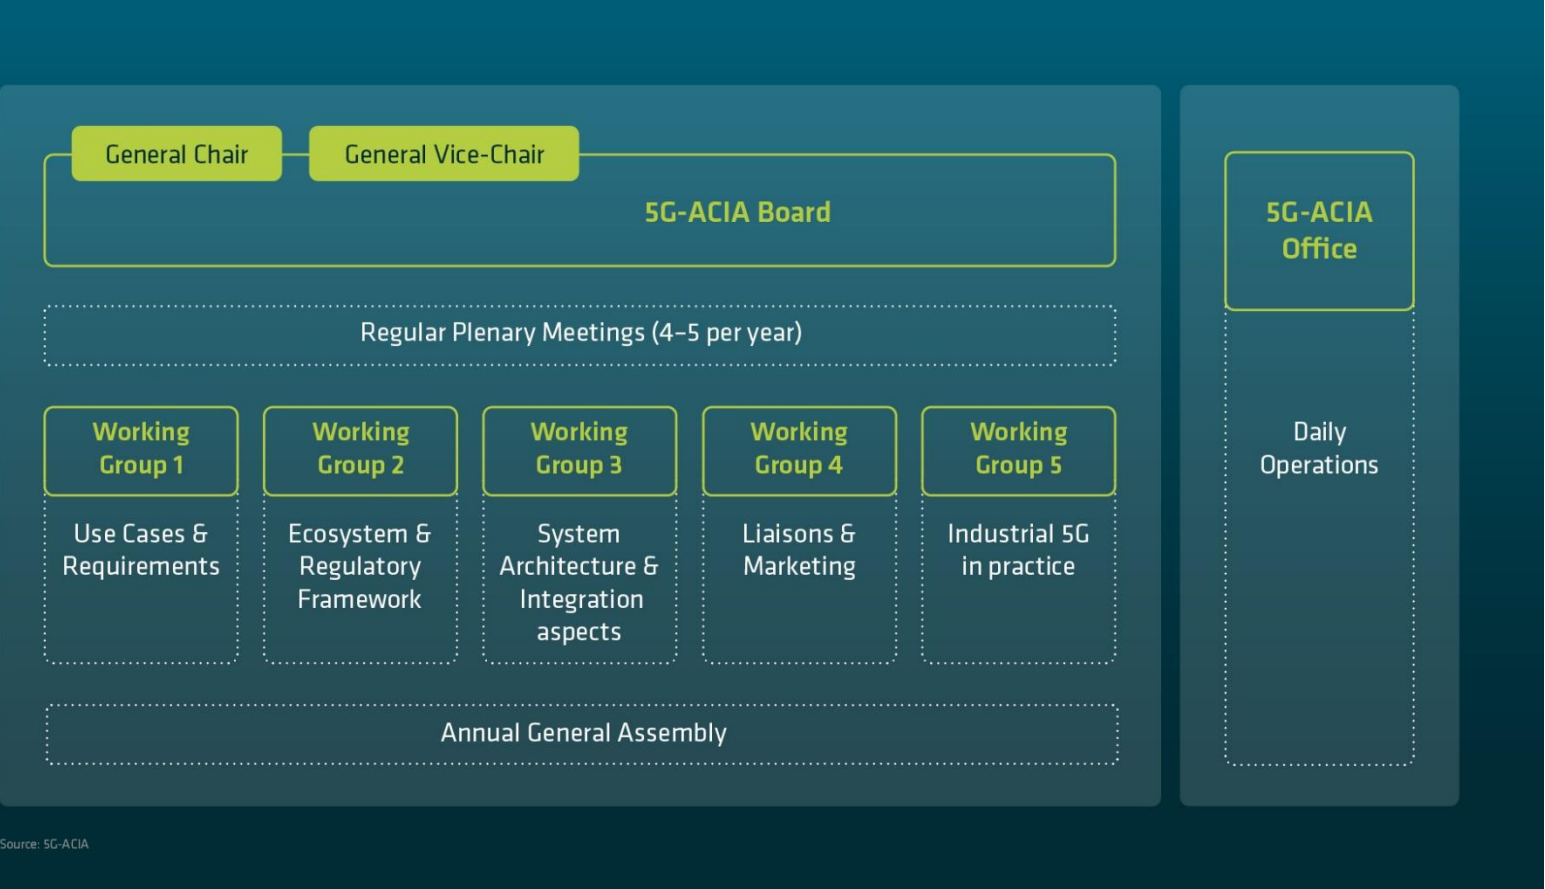 General Chair
General Vice-Chair
5G-ACIA Board
Regular Plenary Meetings (4–5 per year)
Working
Group 1
Use Cases &
Requirements
Working
Group 2
Ecosystem &
Regulatory
Framework
Working
Group 3
System
Architecture &
Integration
aspects
Working
Group 4
Liaisons &
Marketing
Working
Group 5
Industrial 5G
in practice
Annual General Assembly
5G-ACIA
Office
Daily
Operations
Source: 5G-ACIA